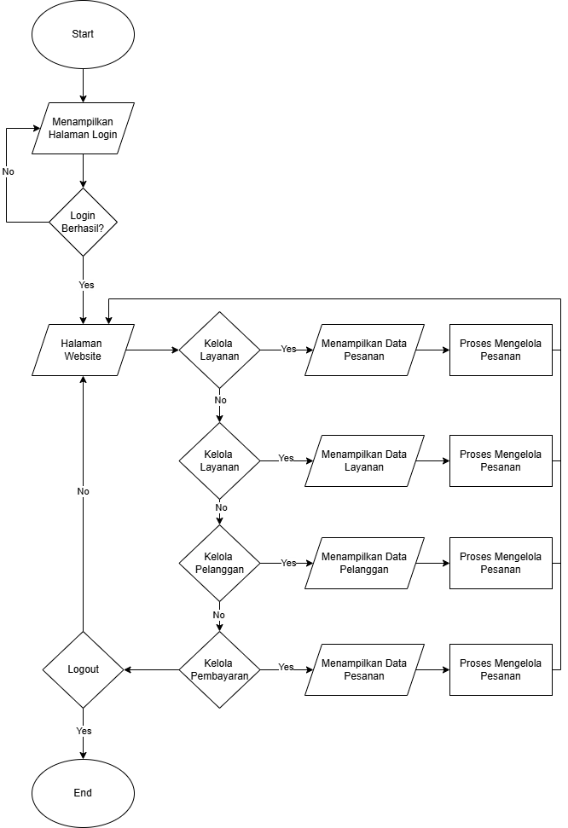 Start
Menampilkan
Halaman Login
No
Login
Berhasil?
Yes
Halaman
Website
Kelola
Layanan
Yes
Menampilkan Data
Pesanan
Proses Mengelola
Pesanan
No
Kelola
Layanan
Yes
Menampilkan Data
Layanan
Proses Mengelola
Pesanan
No
No
Kelola
Pelanggan
Yes
Menampilkan Data
Pelanggan
Proses Mengelola
Pesanan
No
Logout
Kelola
Pembayaran
Yes
Menampilkan Data
Pesanan
Proses Mengelola
Pesanan
Yes
End